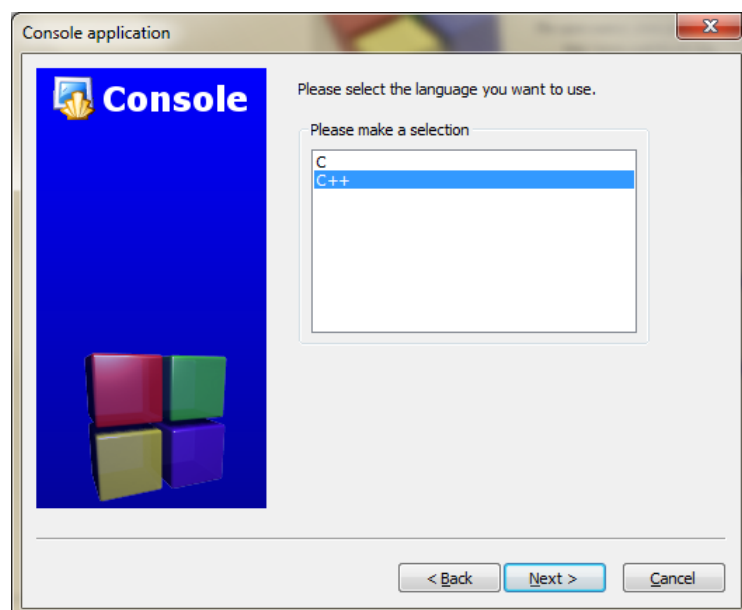 Console application
Console
Please select the language you want to use.
Please make a selection
C
C++
< Back
Next >
Cancel